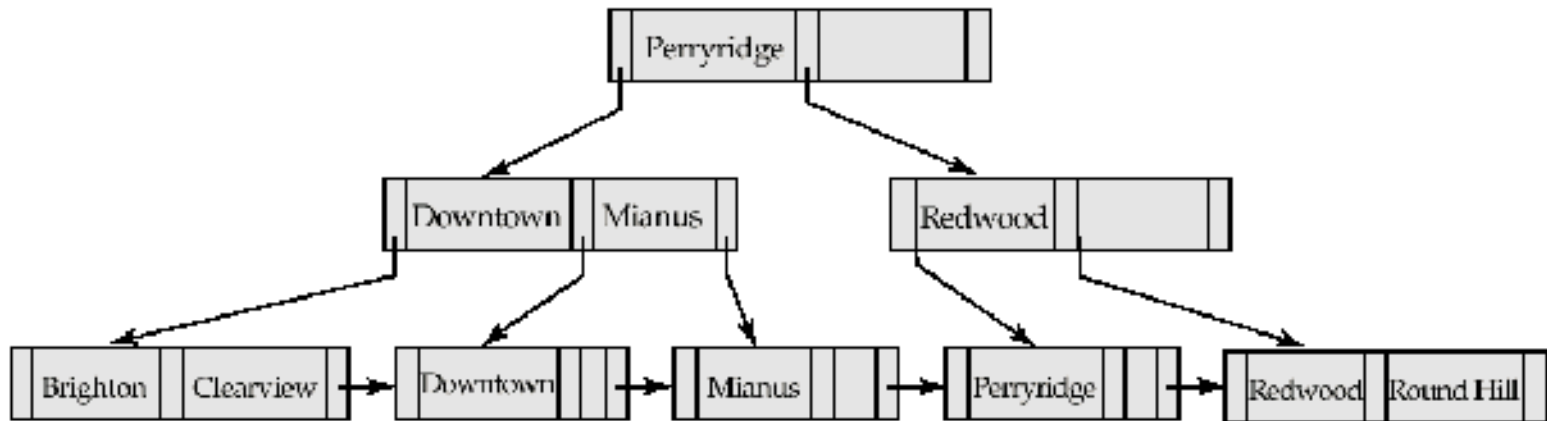 Perryridge
Downtown Mianus Redwood
Brighton Clearview Downtown Mianus Perryridge Redwood Round Hill